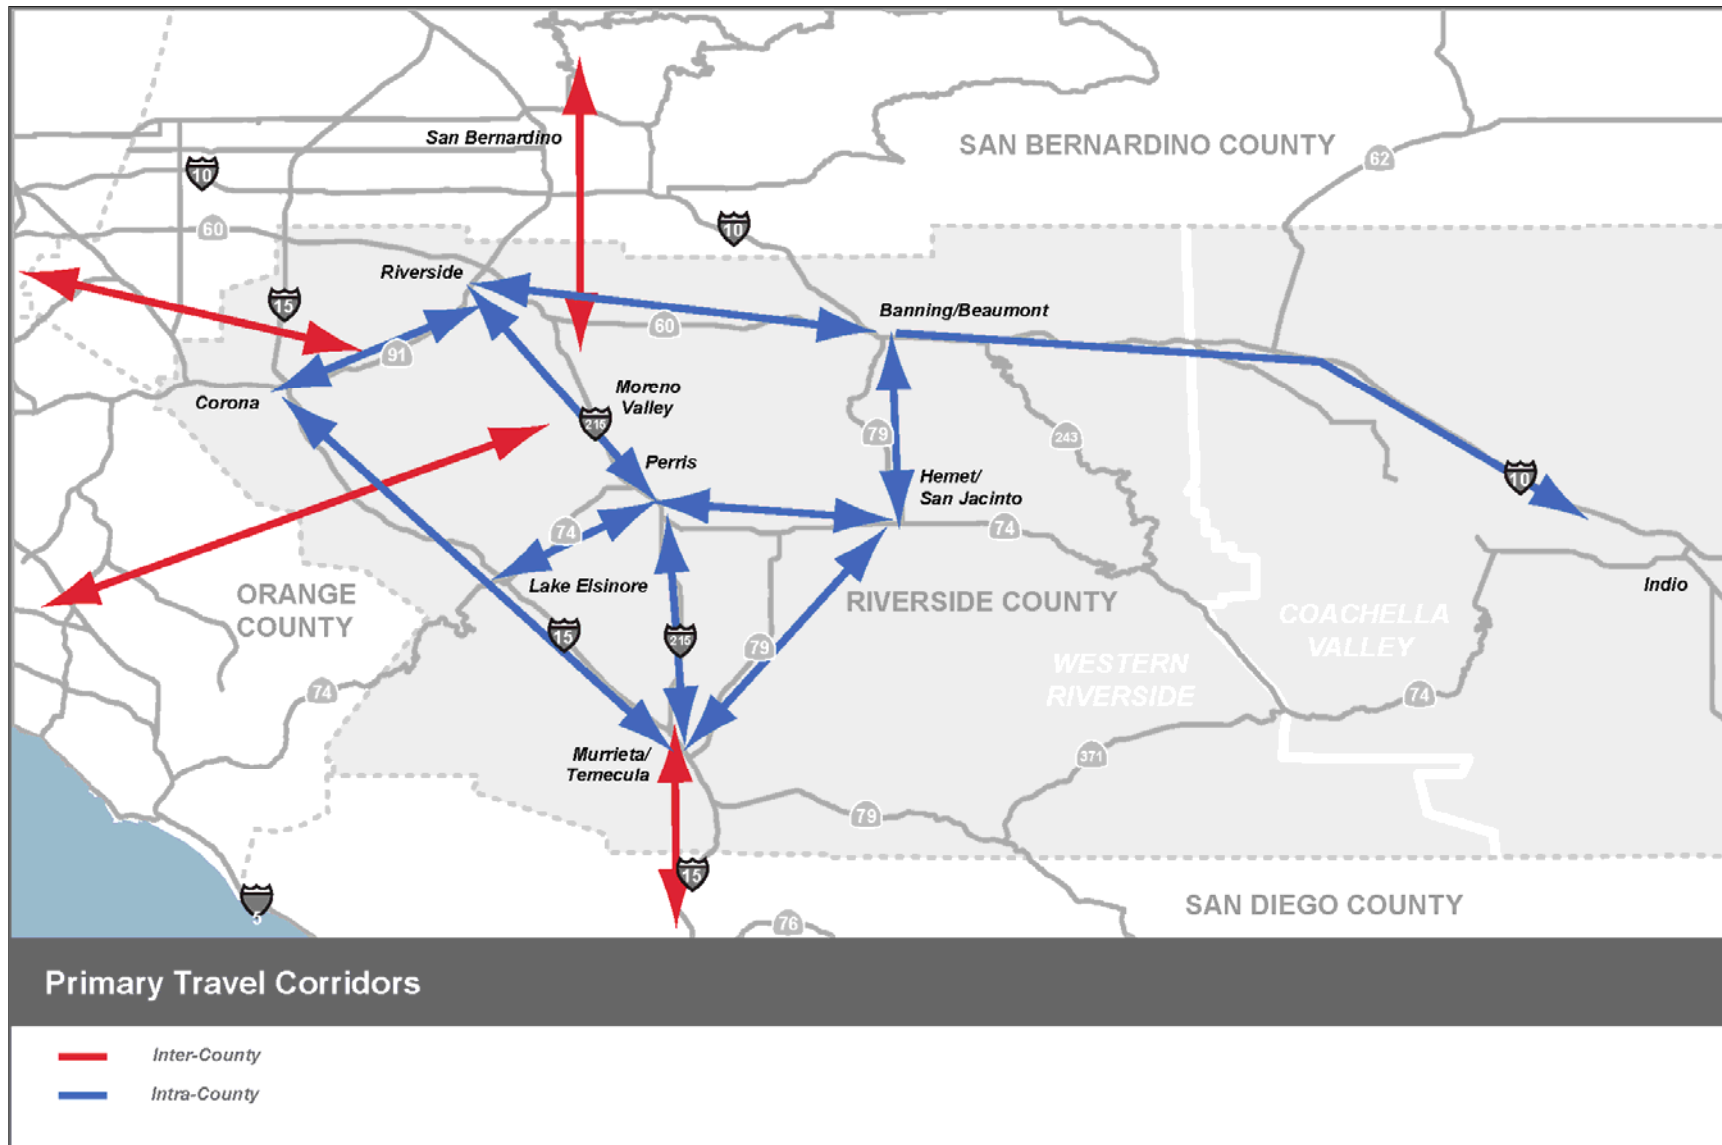 San Bernardino
SAN BERNARDINO COUNTY
62
10
60
10
Riverside
15
Banning/Beaumont
60
91
Moreno
Valley
Corona
215
79
243
Perris
Hemet/
San Jacinto
10
74
74
Lake Elsinore
Indio
ORANGE
COUNTY
RIVERSIDE COUNTY
COACHELLA
VALLEY
15
215
79
WESTERN
RIVERSIDE
74
74
Murrieta/
Temecula
371
79
15
5
SAN DIEGO COUNTY
76
Primary Travel Corridors
Inter-County
Intra-County